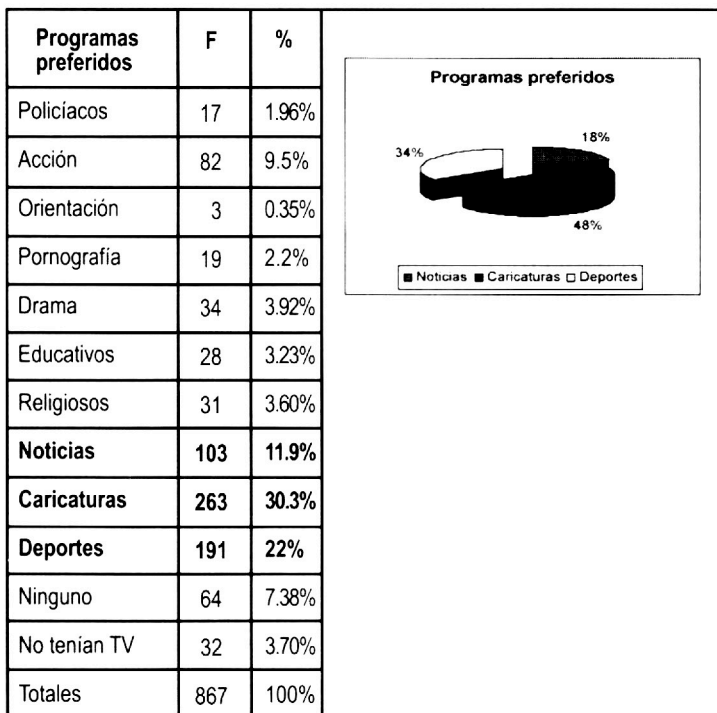 Programas preferidos F %
Policíacos 17 1.96%
Acción 82 9.5%
Orientación 3 0.35%
Pornografía 19 2.2%
Drama 34 3.92%
Educativos 28 3.23%
Religiosos 31 3.60%
Noticias 103 11.9%
Caricaturas 263 30.3%
Deportes 191 22%
Ninguno 64 7.38%
No tenían TV 32 3.70%
Totales 867 100%
Programas preferidos
18%
34%
48%
Noticias Caricaturas Deportes